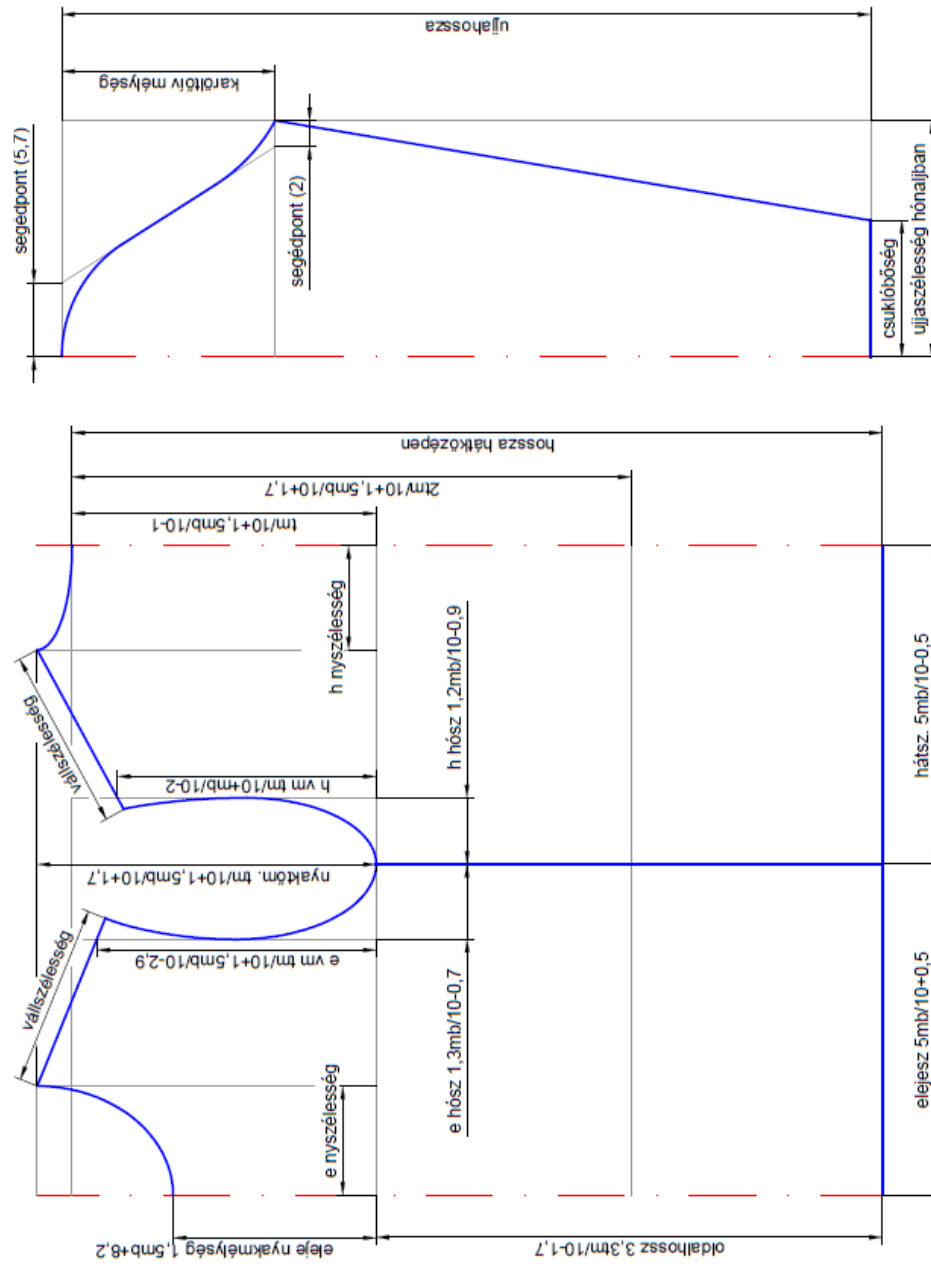 ujjahossza
karöltőív mélység
segédpont (5,7)
segédpont (2)
csuklóbőség
ujjaszélesség hónaljban
hossza hátközépen
2tm/10+1,5mb/10+1,7
tm/10+1,5mb/10-1
h nyszélesség
vállszélesség
h vm tm/10+mb/10-2
h hósz 1,2mb/10-0,9
hátsz. 5mb/10-0,5
nyaktőm. tm/10+1,5mb/10+1,7
vállszélesség
e vm tm/10+1,5mb/10-2,9
e hósz 1,3mb/10-0,7
e nyszélesség
elejesz 5mb/10+0,5
eleje nyakmélység 1,5mb+8,2
oldalhossz 3,3tm/10-1,7